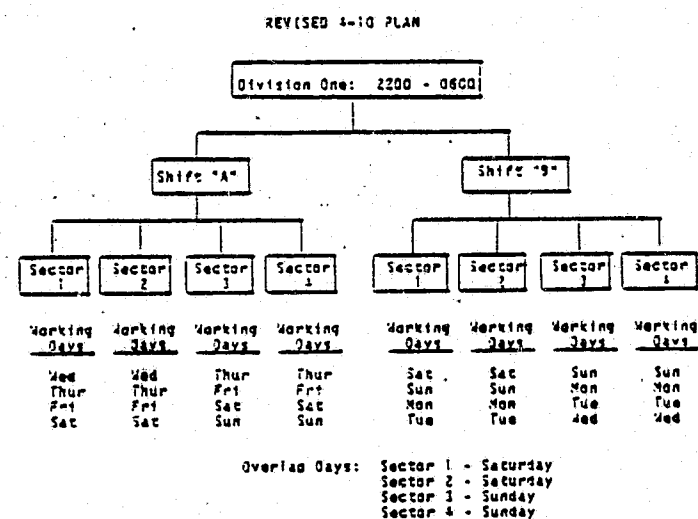 REVISED 4-10 PLAN
Division One: 2200 - 0600
Shift "A" Shift "B"
Sector 1 Sector 2 Sector 3 Sector 4 Sector 1 Sector 2 Sector 3 Sector 4
Working Working Working Working Working Working Working Working
Days Days Days Days Days Days Days Days
Wed Wed Thur Thur Sat Sat Sun Sun
Thur Thur Fri Fri Sun Sun Mon Mon
Fri Fri Sat Sat Mon Mon Tue Tue
Sat Sat Sun Sun Tue Tue Wed Wed
Overlap Days: Sector 1 - Saturday
Sector 2 - Saturday
Sector 3 - Sunday
Sector 4 - Sunday